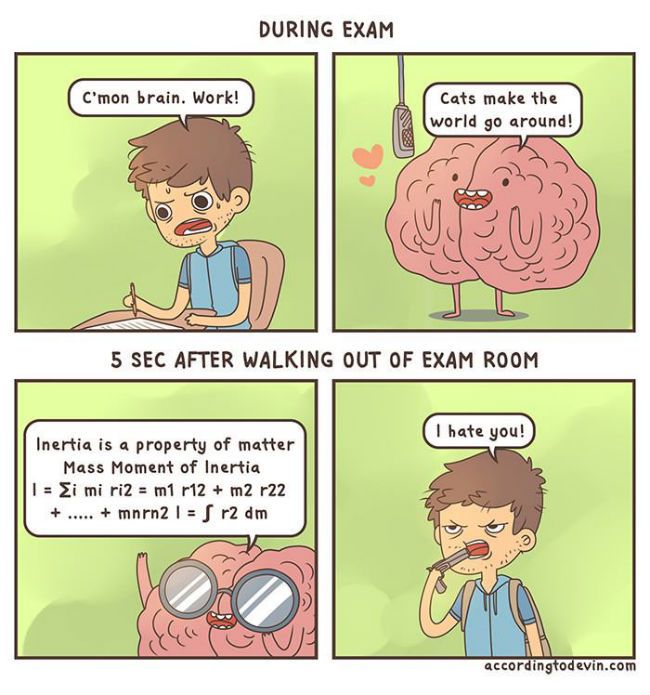 DURING EXAM
C'mon brain. Work!
Cats make the
world go around!
5 SEC AFTER WALKING OUT OF EXAM ROOM
Inertia is a property of matter
Mass Moment of Inertia
I = Σi mi ri2 = m1 r12 + m2 r22
+ ..... + mnrn2 I = ∫ r2 dm
I hate you!
accordingtodevin.com